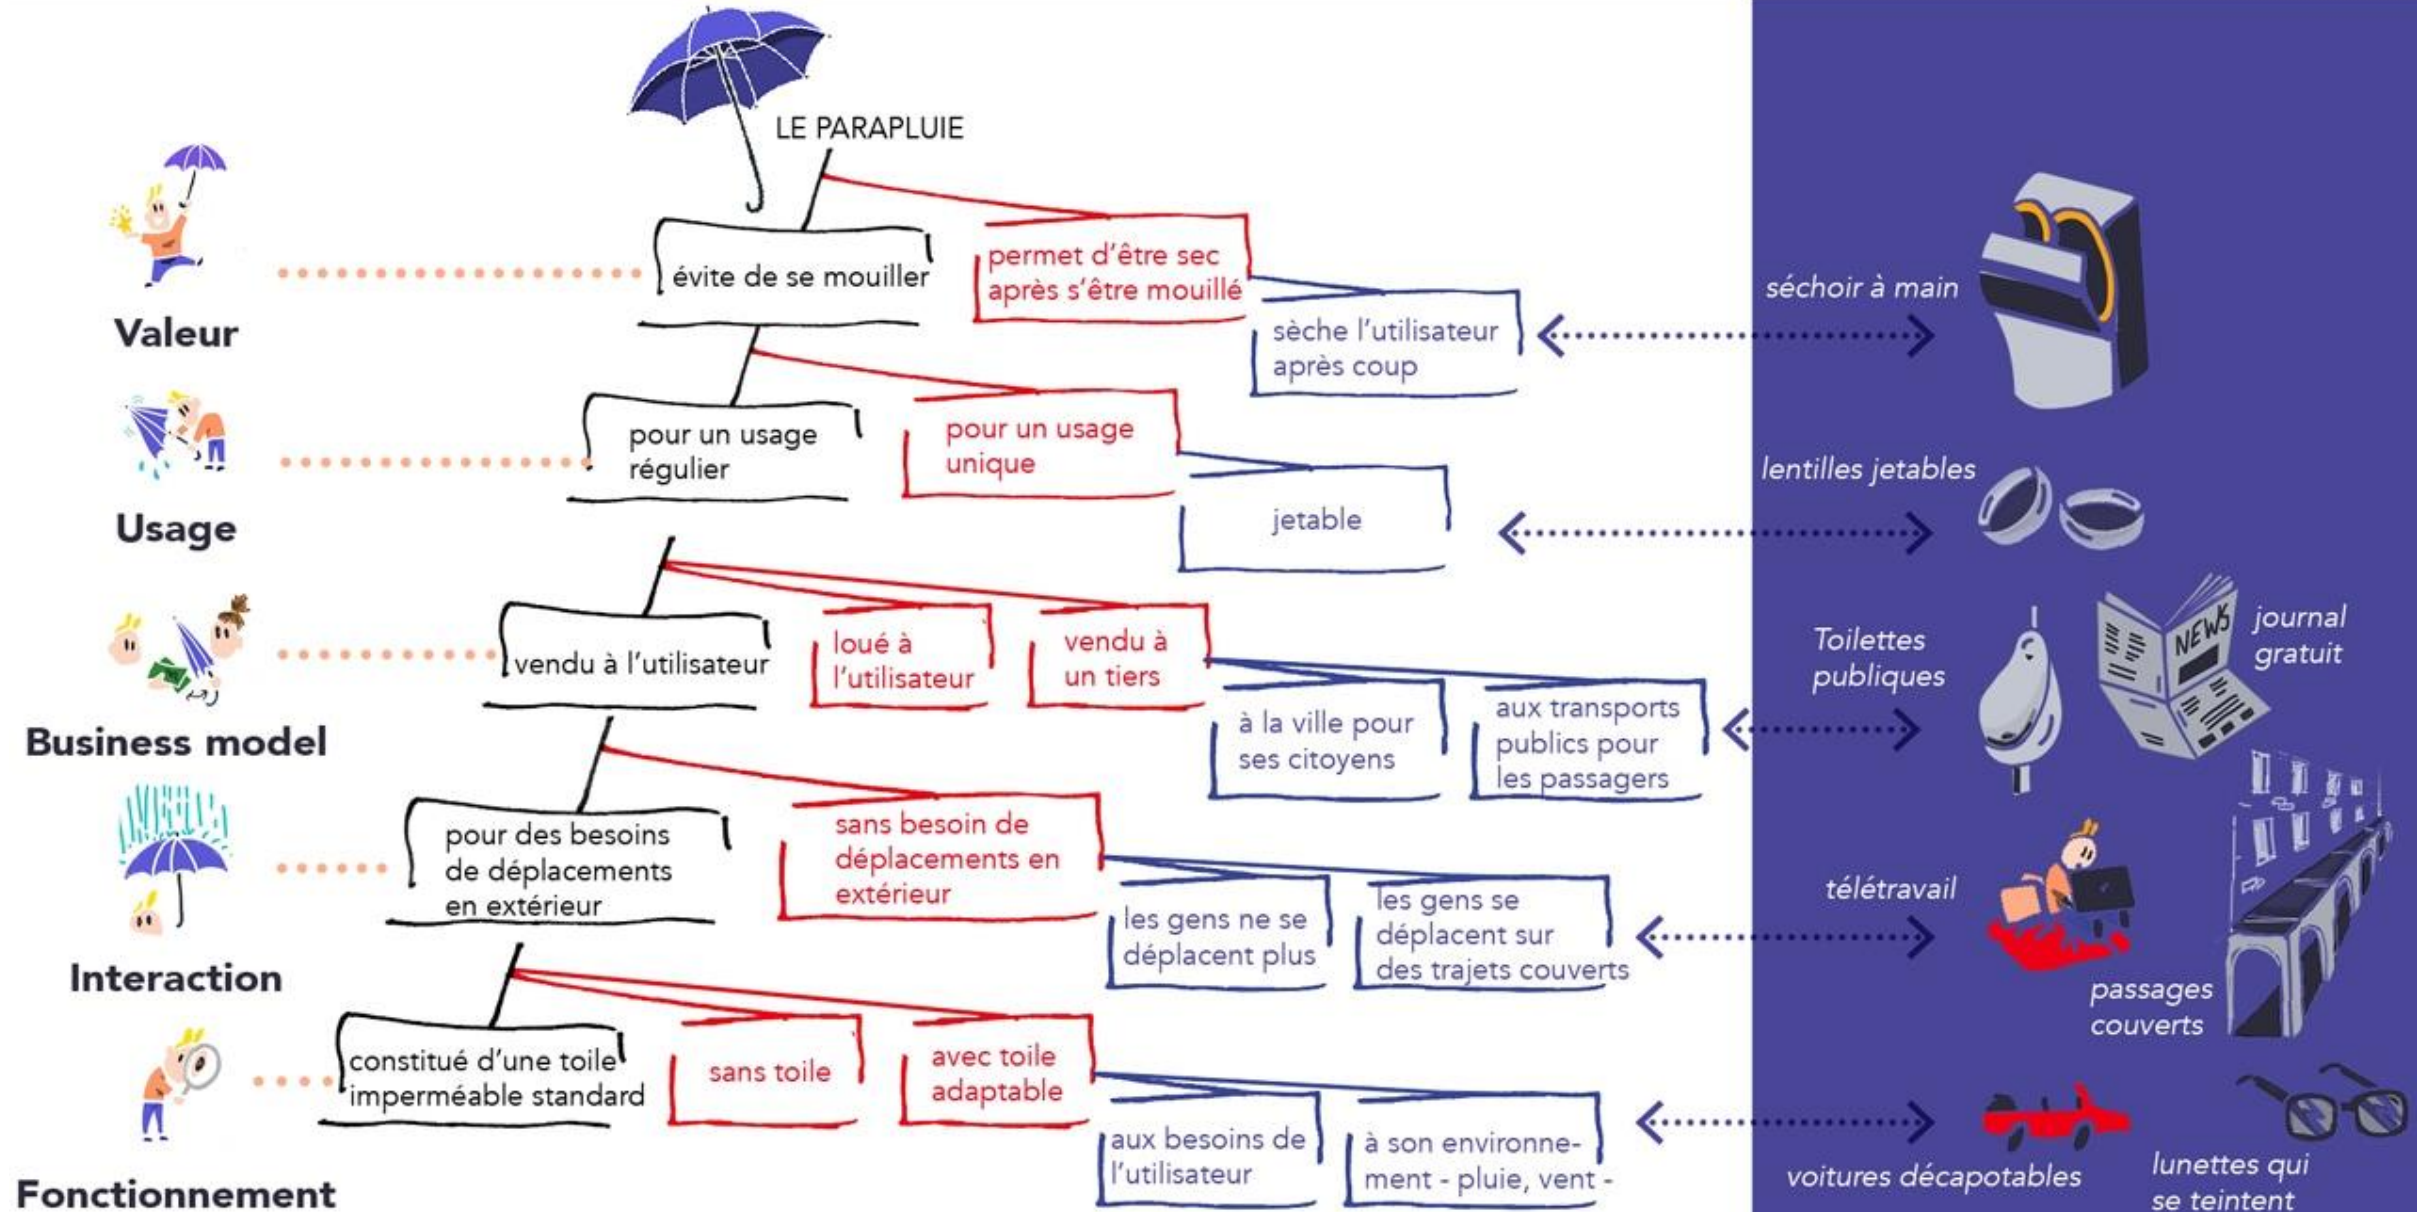 LE PARAPLUIE
Valeur
évite de se mouiller
permet d'être sec
après s'être mouillé
sèche l'utilisateur
après coup
séchoir à main
Usage
pour un usage
régulier
pour un usage
unique
jetable
lentilles jetables
Business model
vendu à l'utilisateur
loué à
l'utilisateur
vendu à
un tiers
à la ville pour
ses citoyens
aux transports
publics pour
les passagers
Toilettes
publiques
NEWS
journal
gratuit
Interaction
pour des besoins
de déplacements
en extérieur
sans besoin de
déplacements en
extérieur
les gens ne se
déplacent plus
les gens se
déplacent sur
des trajets couverts
télétravail
passages
couverts
Fonctionnement
constitué d'une toile
imperméable standard
sans toile
avec toile
adaptable
aux besoins de
l'utilisateur
à son environne-
ment - pluie, vent -
voitures décapotables
lunettes qui
se teintent